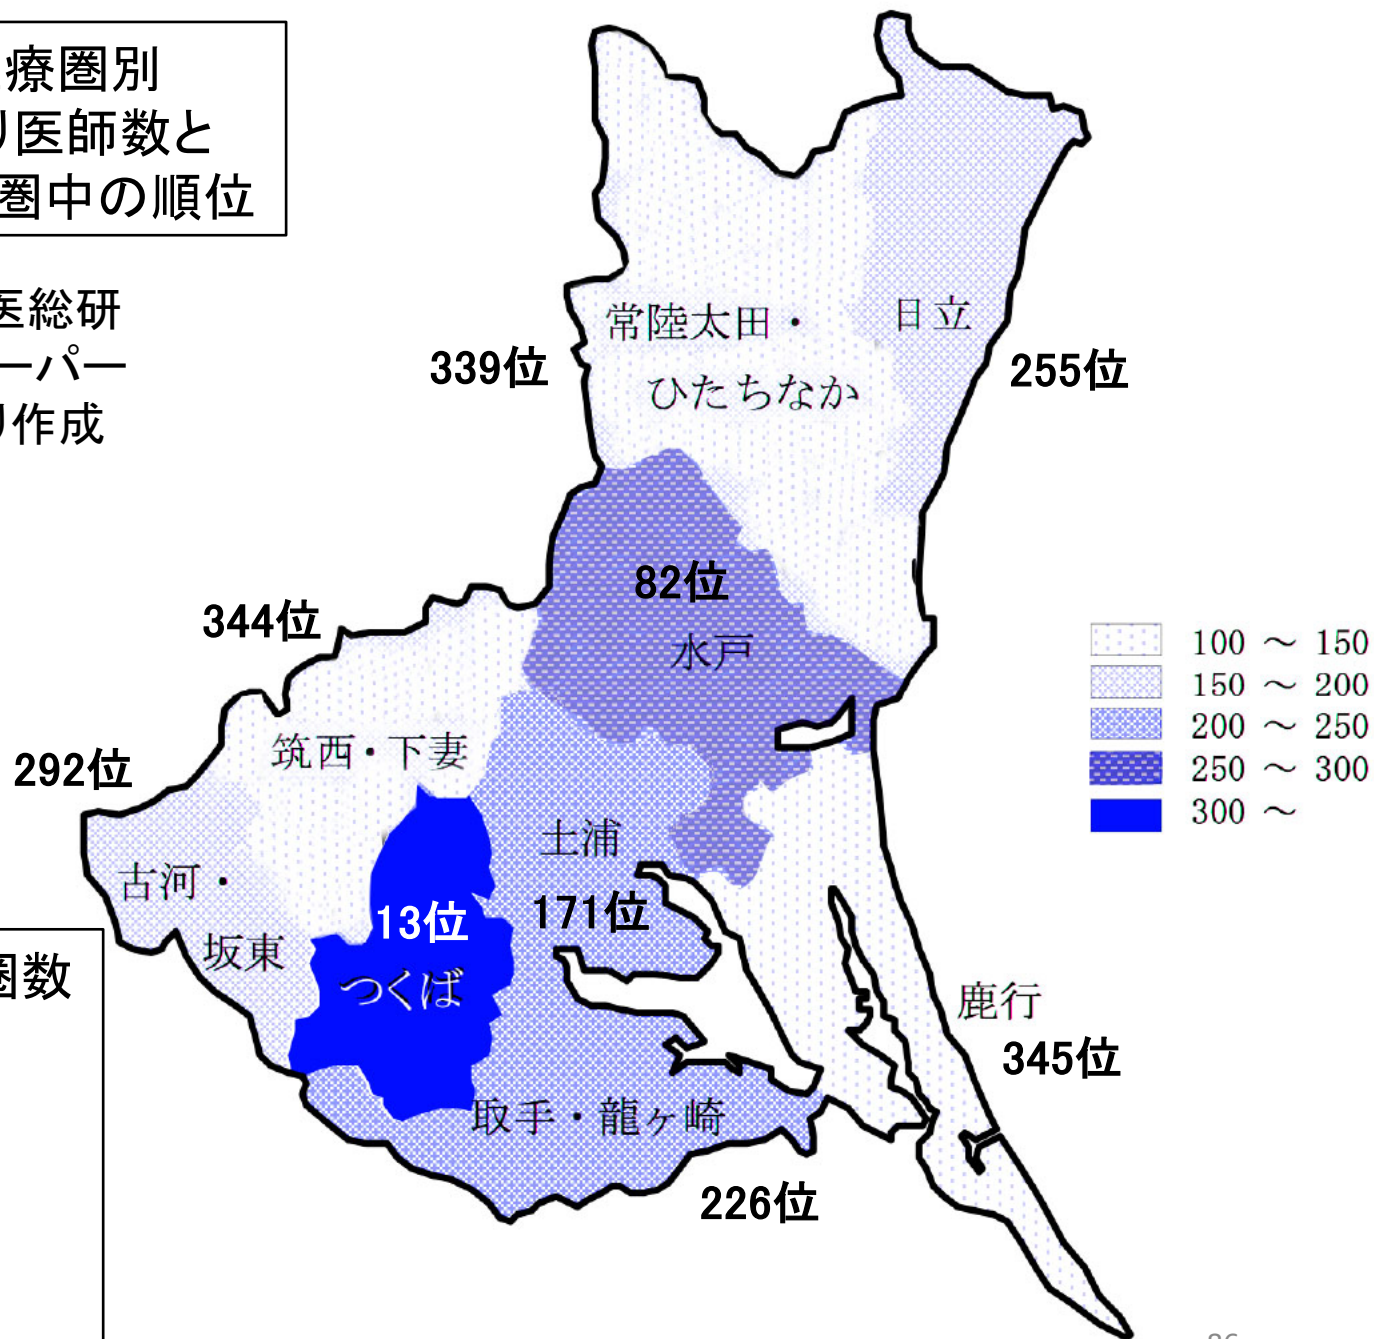 療圏別
り医師数と
圏中の順位
医総研
ーパー
り作成
常陸太田・
ひたちなか
日立
339位
255位
82位
水戸
344位
100 ～ 150
150 ～ 200
200 ～ 250
250 ～ 300
300 ～
筑西・下妻
292位
土浦
171位
古河・
坂東
13位
つくば
圏数
鹿行
345位
取手・龍ヶ崎
226位